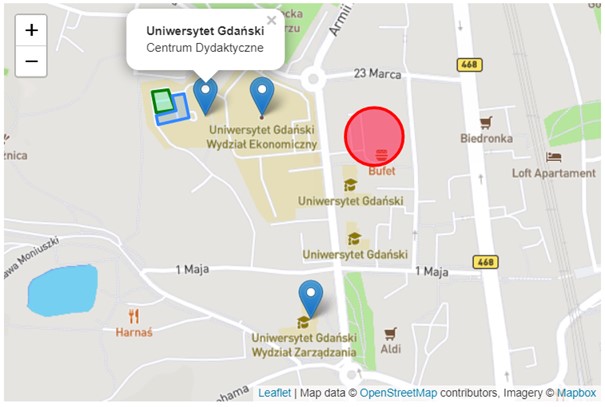 +
−
Uniwersytet Gdański
Centrum Dydaktyczne
×
Armii
23 Marca
468
Uniwersytet Gdański
Wydział Ekonomiczny
Biedronka
Loft Apartament
Bufet
Uniwersytet Gdański
Uniwersytet Gdański
Moniuszki
468
1 Maja
1 Maja
Harnaś
Uniwersytet Gdański
Wydział Zarządzania
Aldi
Leaflet | Map data © OpenStreetMap contributors, Imagery © Mapbox